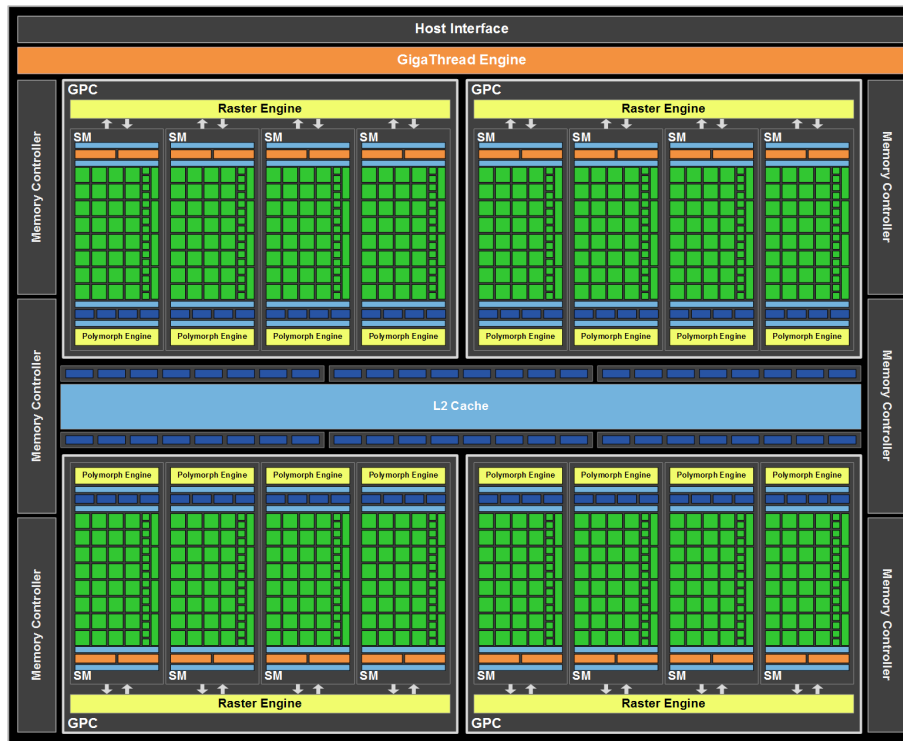 Host Interface
GigaThread Engine
GPC
GPC
Raster Engine
Raster Engine
SM
SM
SM
SM
SM
SM
SM
SM
Memory Controller
Memory Controller
Polymorph Engine
Polymorph Engine
Polymorph Engine
Polymorph Engine
Polymorph Engine
Polymorph Engine
Polymorph Engine
Polymorph Engine
Memory Controller
L2 Cache
Memory Controller
Polymorph Engine
Polymorph Engine
Polymorph Engine
Polymorph Engine
Polymorph Engine
Polymorph Engine
Polymorph Engine
Polymorph Engine
Memory Controller
Memory Controller
SM
SM
SM
SM
SM
SM
SM
SM
Raster Engine
Raster Engine
GPC
GPC